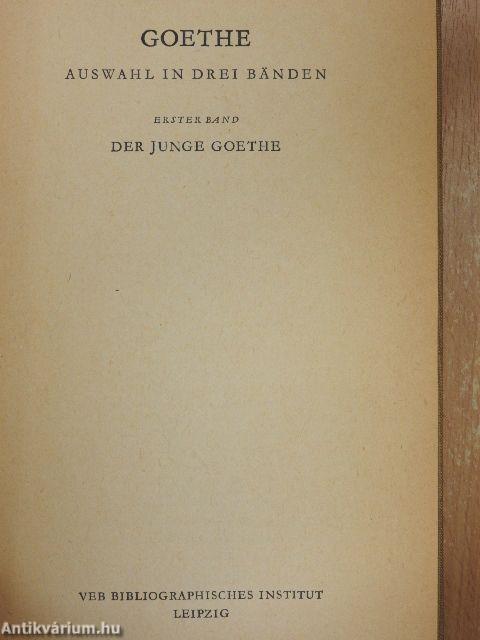 GOETHE
AUSWAHL IN DREI BÄNDEN
ERSTER BAND
DER JUNGE GOETHE
VEB BIBLIOGRAPHISCHES INSTITUT
LEIPZIG
Antikvárium.hu